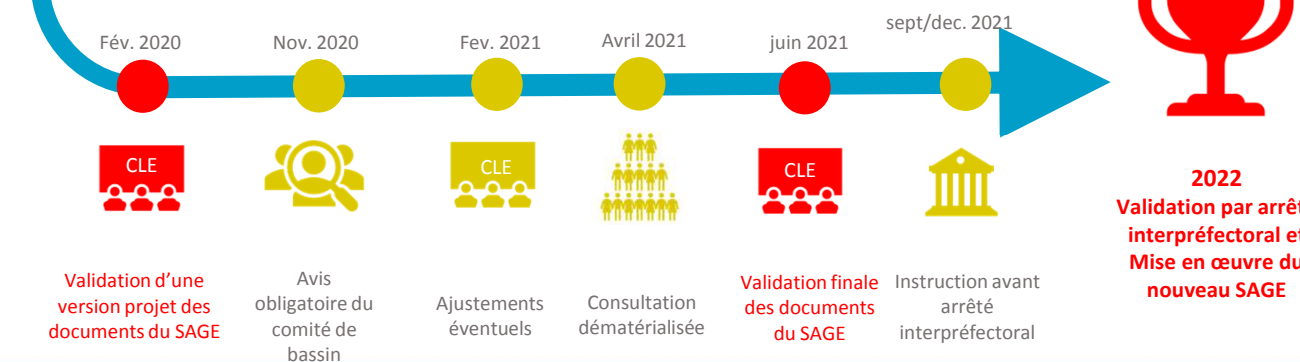 Fév. 2020
Nov. 2020
Fev. 2021
Avril 2021
juin 2021
sept/dec. 2021
CLE
CLE
CLE
Validation d'une
version projet des
documents du SAGE
Avis
obligatoire du
comité de
bassin
Ajustements
éventuels
Consultation
dématérialisée
Validation finale
des documents
du SAGE
Instruction avant
arrêté
interpréfectoral
2022
Validation par arrêt
interpréfectoral et
Mise en œuvre du
nouveau SAGE